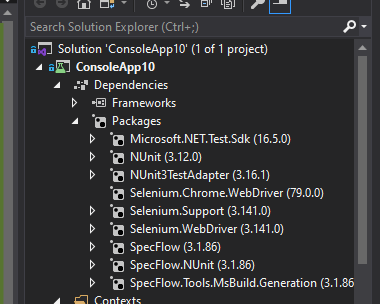 Search Solution Explorer (Ctrl+;)
Solution 'ConsoleApp10' (1 of 1 project)
ConsoleApp10
Dependencies
Frameworks
Packages
Microsoft.NET.Test.Sdk (16.5.0)
NUnit (3.12.0)
NUnit3TestAdapter (3.16.1)
Selenium.Chrome.WebDriver (79.0.0)
Selenium.Support (3.141.0)
Selenium.WebDriver (3.141.0)
SpecFlow (3.1.86)
SpecFlow.NUnit (3.1.86)
SpecFlow.Tools.MsBuild.Generation (3.1.86
Contexts